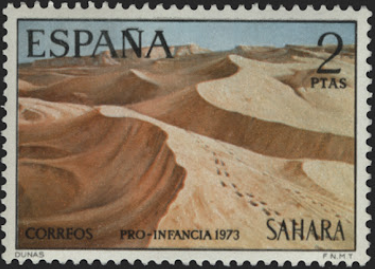 ESPAÑA 2
PTAS
CORREOS PRO-INFANCIA 1973 SAHARA
DUNAS F.N.M.T